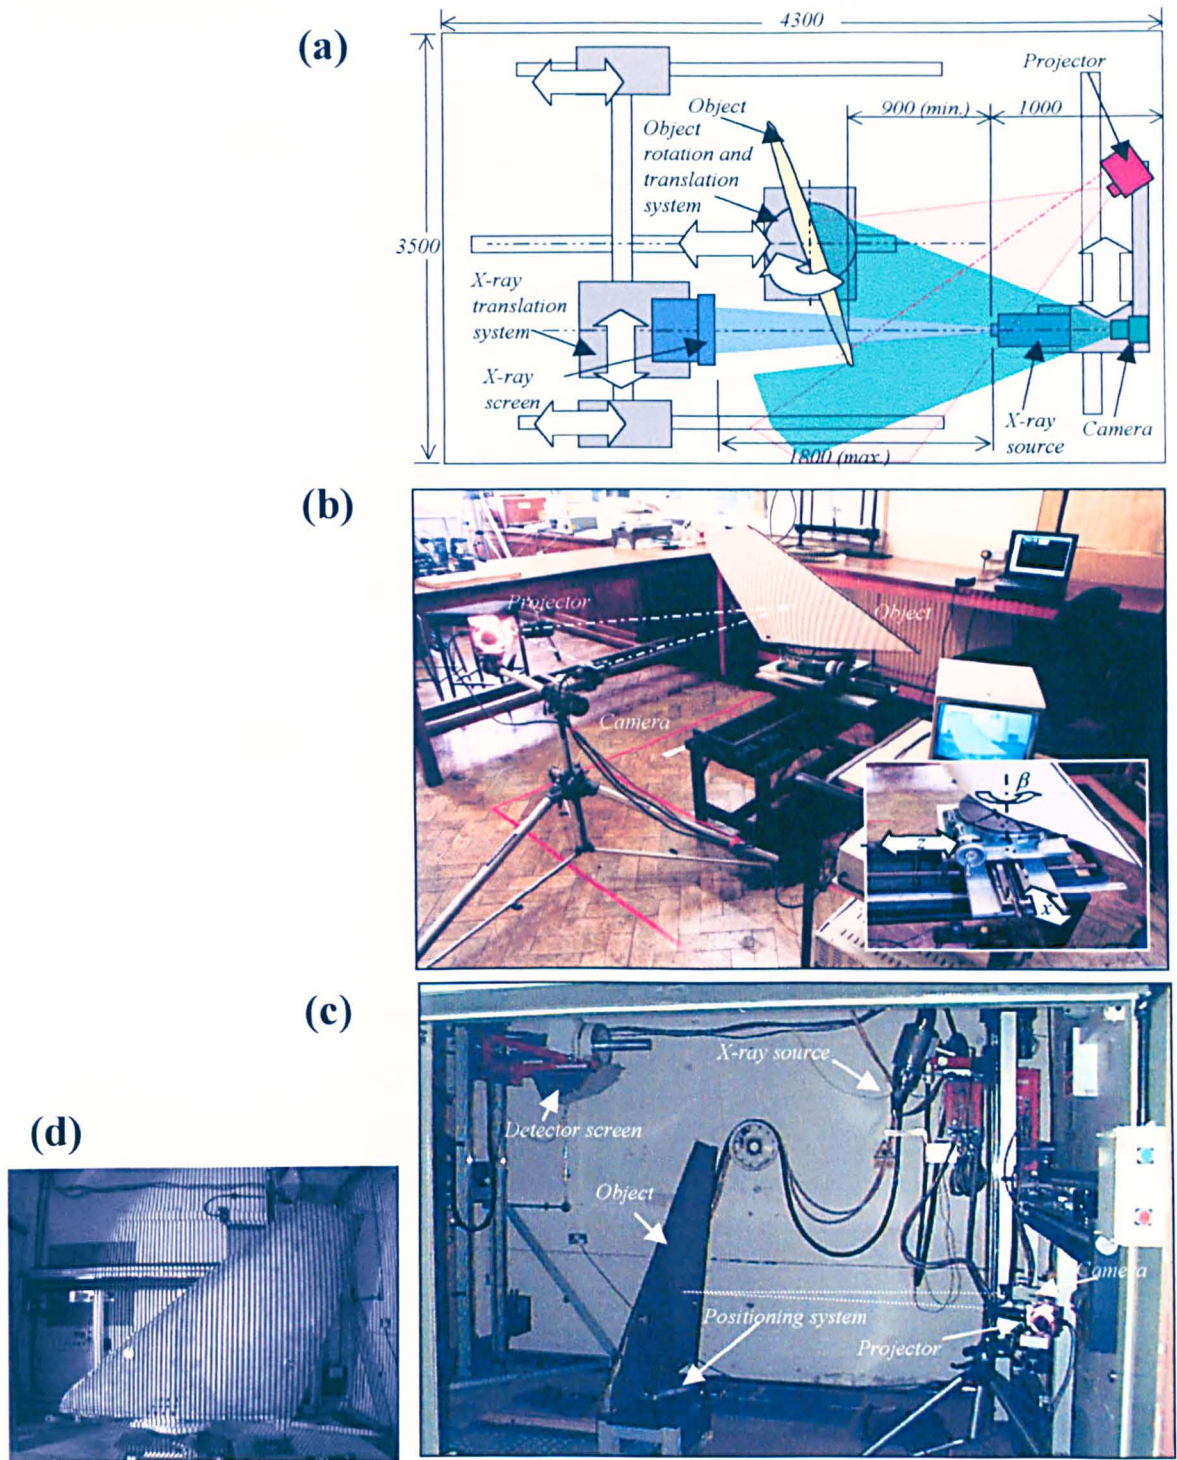 (a)
4300
Projector
900 (min.)
1000
Object
Object
rotation and
translation
system
3500
X-ray
translation
system
X-ray
screen
X-ray
source
Camera
1800 (max.)
(b)
Projector
Object
Camera
β
z
x
(c)
X-ray source
Detector screen
Object
Camera
Positioning system
Projector
(d)